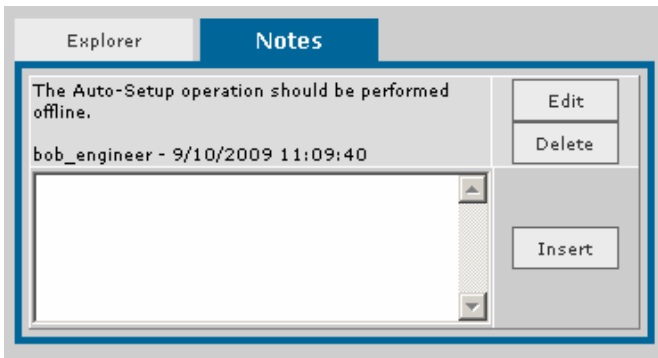 Explorer
Notes
The Auto-Setup operation should be performed
offline.
Edit
bob_engineer - 9/10/2009 11:09:40
Delete
Insert